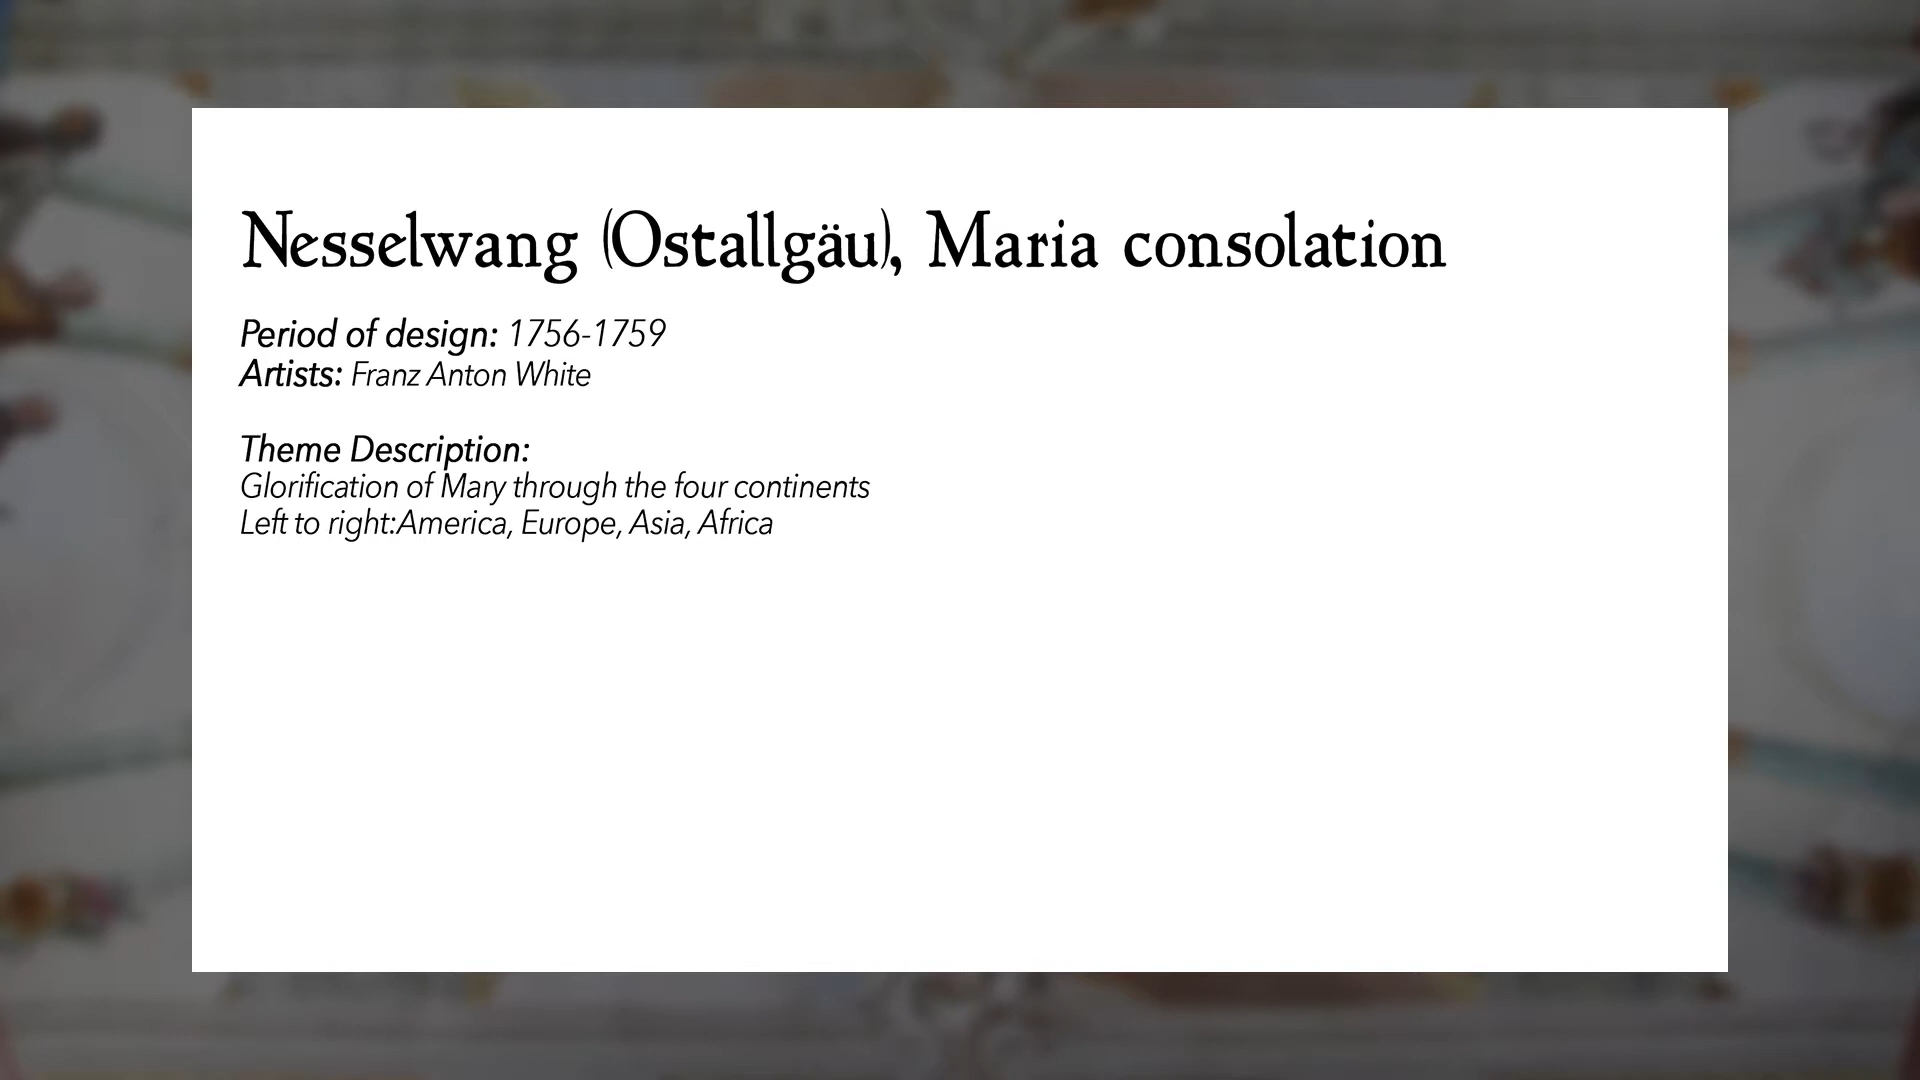 Nesselwang (Ostallgäu), Maria consolation
Period of design: 1756-1759
Artists: Franz Anton White
Theme Description:
Glorification of Mary through the four continents
Left to right:America, Europe, Asia, Africa